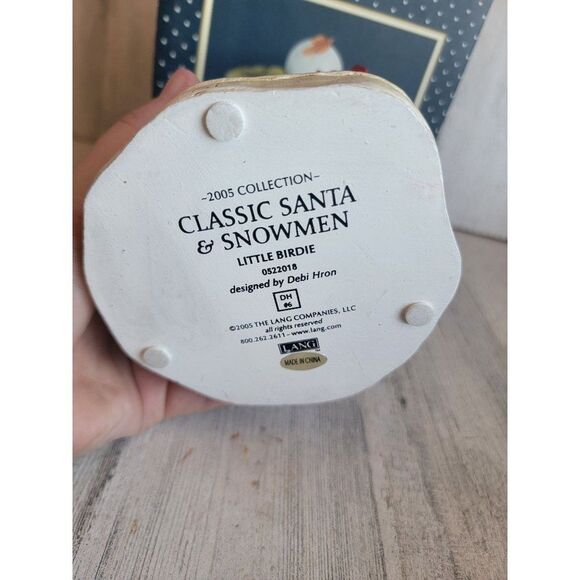 ~2005 COLLECTION~
CLASSIC SANTA
& SNOWMEN
LITTLE BIRDIE
0522018
designed by Debi Hron
DH
#6
©2005 THE LANG COMPANIES, LLC
all rights reserved
800.262.2611~www.lang.com
LANG
MADE IN CHINA